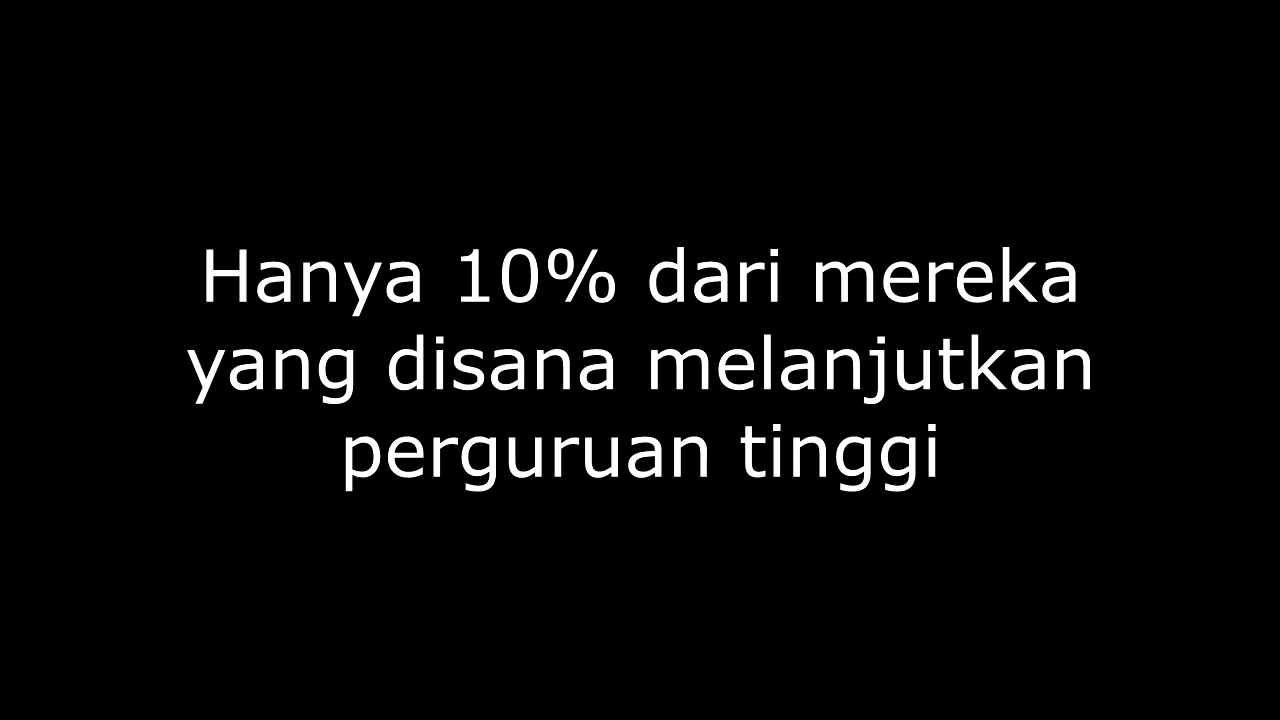 Hanya 10% dari mereka
yang disana melanjutkan
perguruan tinggi